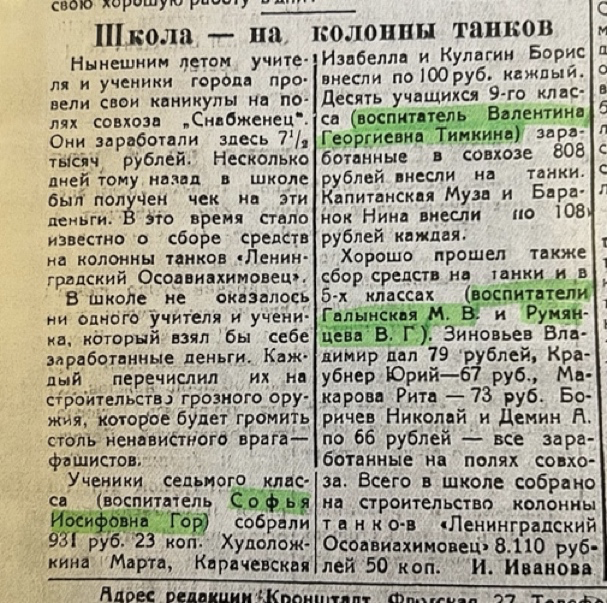 свою хорошую работу
Школа — на колонны танков
Нынешним летом учите-
ля и ученики города про-
вели свои каникулы на по-
лях совхоза „Снабженец".
Они заработали здесь 7¹/₂
тысяч рублей. Несколько
дней тому назад в школе
был получен чек на эти
деньги. В это время стало
известно о сборе средств
на колонны танков «Ленин-
градский Осоавиахимовец».
В школе не оказалось
ни одного учителя и учени-
ка, который взял бы себе
заработанные деньги. Каж-
дый перечислил их на
строительство грозного ору-
жия, которое будет громить
столь ненавистного врага—
фашистов.
Ученики седьмого клас-
са (воспитатель Софья
Иосифовна Гор) собрали
931 руб. 23 коп. Художож-
кина Марта, Карачевская
Изабелла и Кулагин Борис
внесли по 100 руб. каждый.
Десять учащихся 9-го клас-
са (воспитатель Валентина
Георгиевна Тимкина) зара-
ботанные в совхозе 808
рублей внесли на танки.
Капитанская Муза и Бара-
нок Нина внесли по 108
рублей каждая.
Хорошо прошел также
сбор средств на танки и в
5-х классах (воспитатели
Галынская М. В. и Румян-
цева В. Г.). Зиновьев Вла-
димир дал 79 рублей, Кра-
убнер Юрий—67 руб., Ма-
карова Рита — 73 руб. Бо-
ричев Николай и Демин А.
по 66 рублей — все зара-
ботанные на полях совхо-
за. Всего в школе собрано
на строительство колонны
танков «Ленинградский
Осоавиахимовец» 8.110 руб-
лей 50 коп. И. Иванова
Адрес редакции: Кронштадт, 27